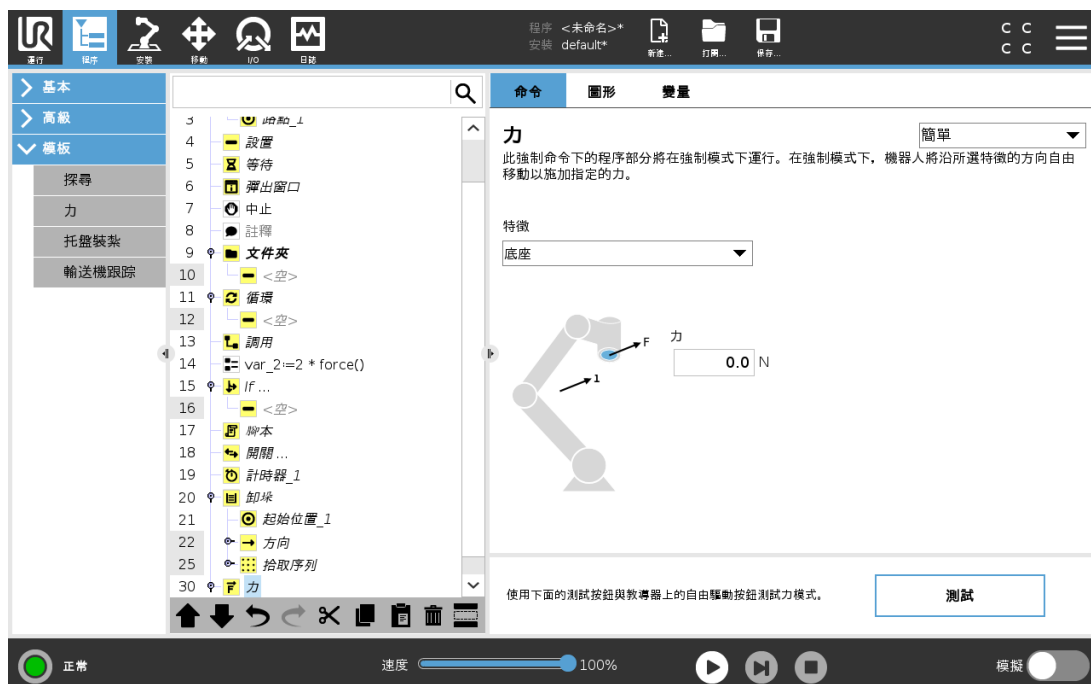 運行
程序
安裝
移動
I/O
日誌
程序 <未命名>*
安裝 default*
新建...
打開...
保存...
C C
C C
基本
高級
模板
探尋
力
托盤裝紮
輸送機跟踪
3 路點_1
4 設置
5 等待
6 彈出窗口
7 中止
8 註釋
9 文件夾
10 <空>
11 循環
12 <空>
13 調用
14 var_2:=2 * force()
15 If ...
16 <空>
17 腳本
18 開關...
19 計時器_1
20 卸垛
21 起始位置_1
22 方向
25 拾取序列
30 力
命令 圖形 變量
力
簡單
此強制命令下的程序部分將在強制模式下運行。在強制模式下，機器人將沿所選特徵的方向自由
移動以施加指定的力。
特徵
底座
F
1
力
0.0 N
使用下面的測試按鈕與教導器上的自由驅動按鈕測試力模式。
測試
正常
速度 100%
模擬